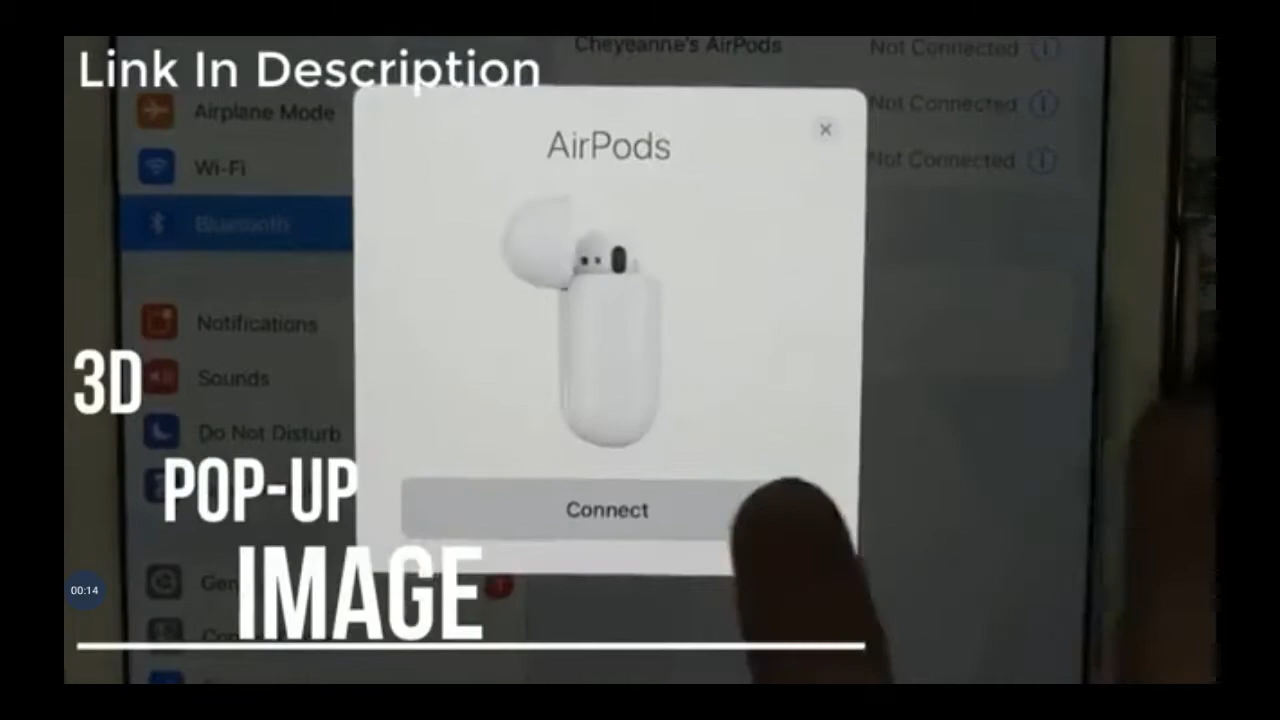 Link In Description
Cheyeanne's AirPods Not Connected
Airplane Mode
Not Connected
Wi-Fi
Not Connected
Bluetooth
AirPods
Notifications
Sounds
Do Not Disturb
Connect
3D
POP-UP
IMAGE
00:14